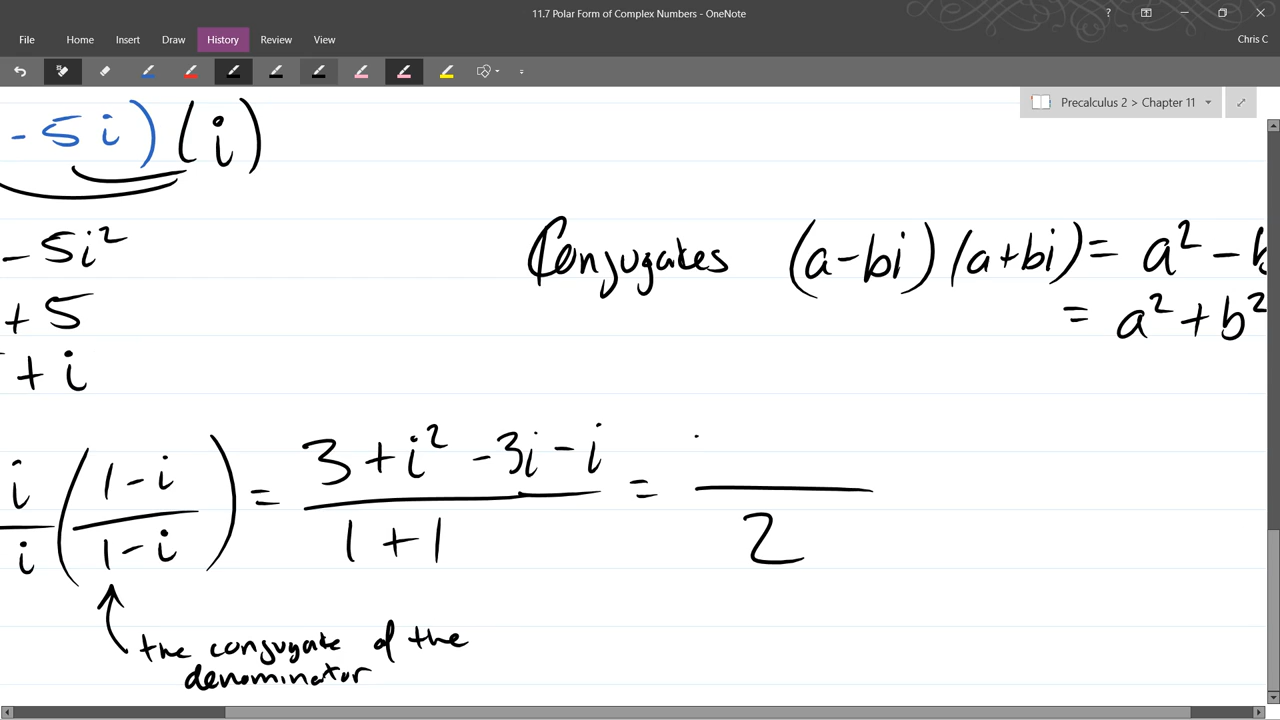 11.7 Polar Form of Complex Numbers - OneNote
File Home Insert Draw History Review View
Chris C
Precalculus 2 > Chapter 11
- 5i)(i)
- 5i²
+ 5
+ i
Conjugates (a-bi)(a+bi) = a² - b
= a² + b²
i/i (1-i/1-i) = 3+i²-3i-i/1+1 = /2
the conjugate of the
denominator